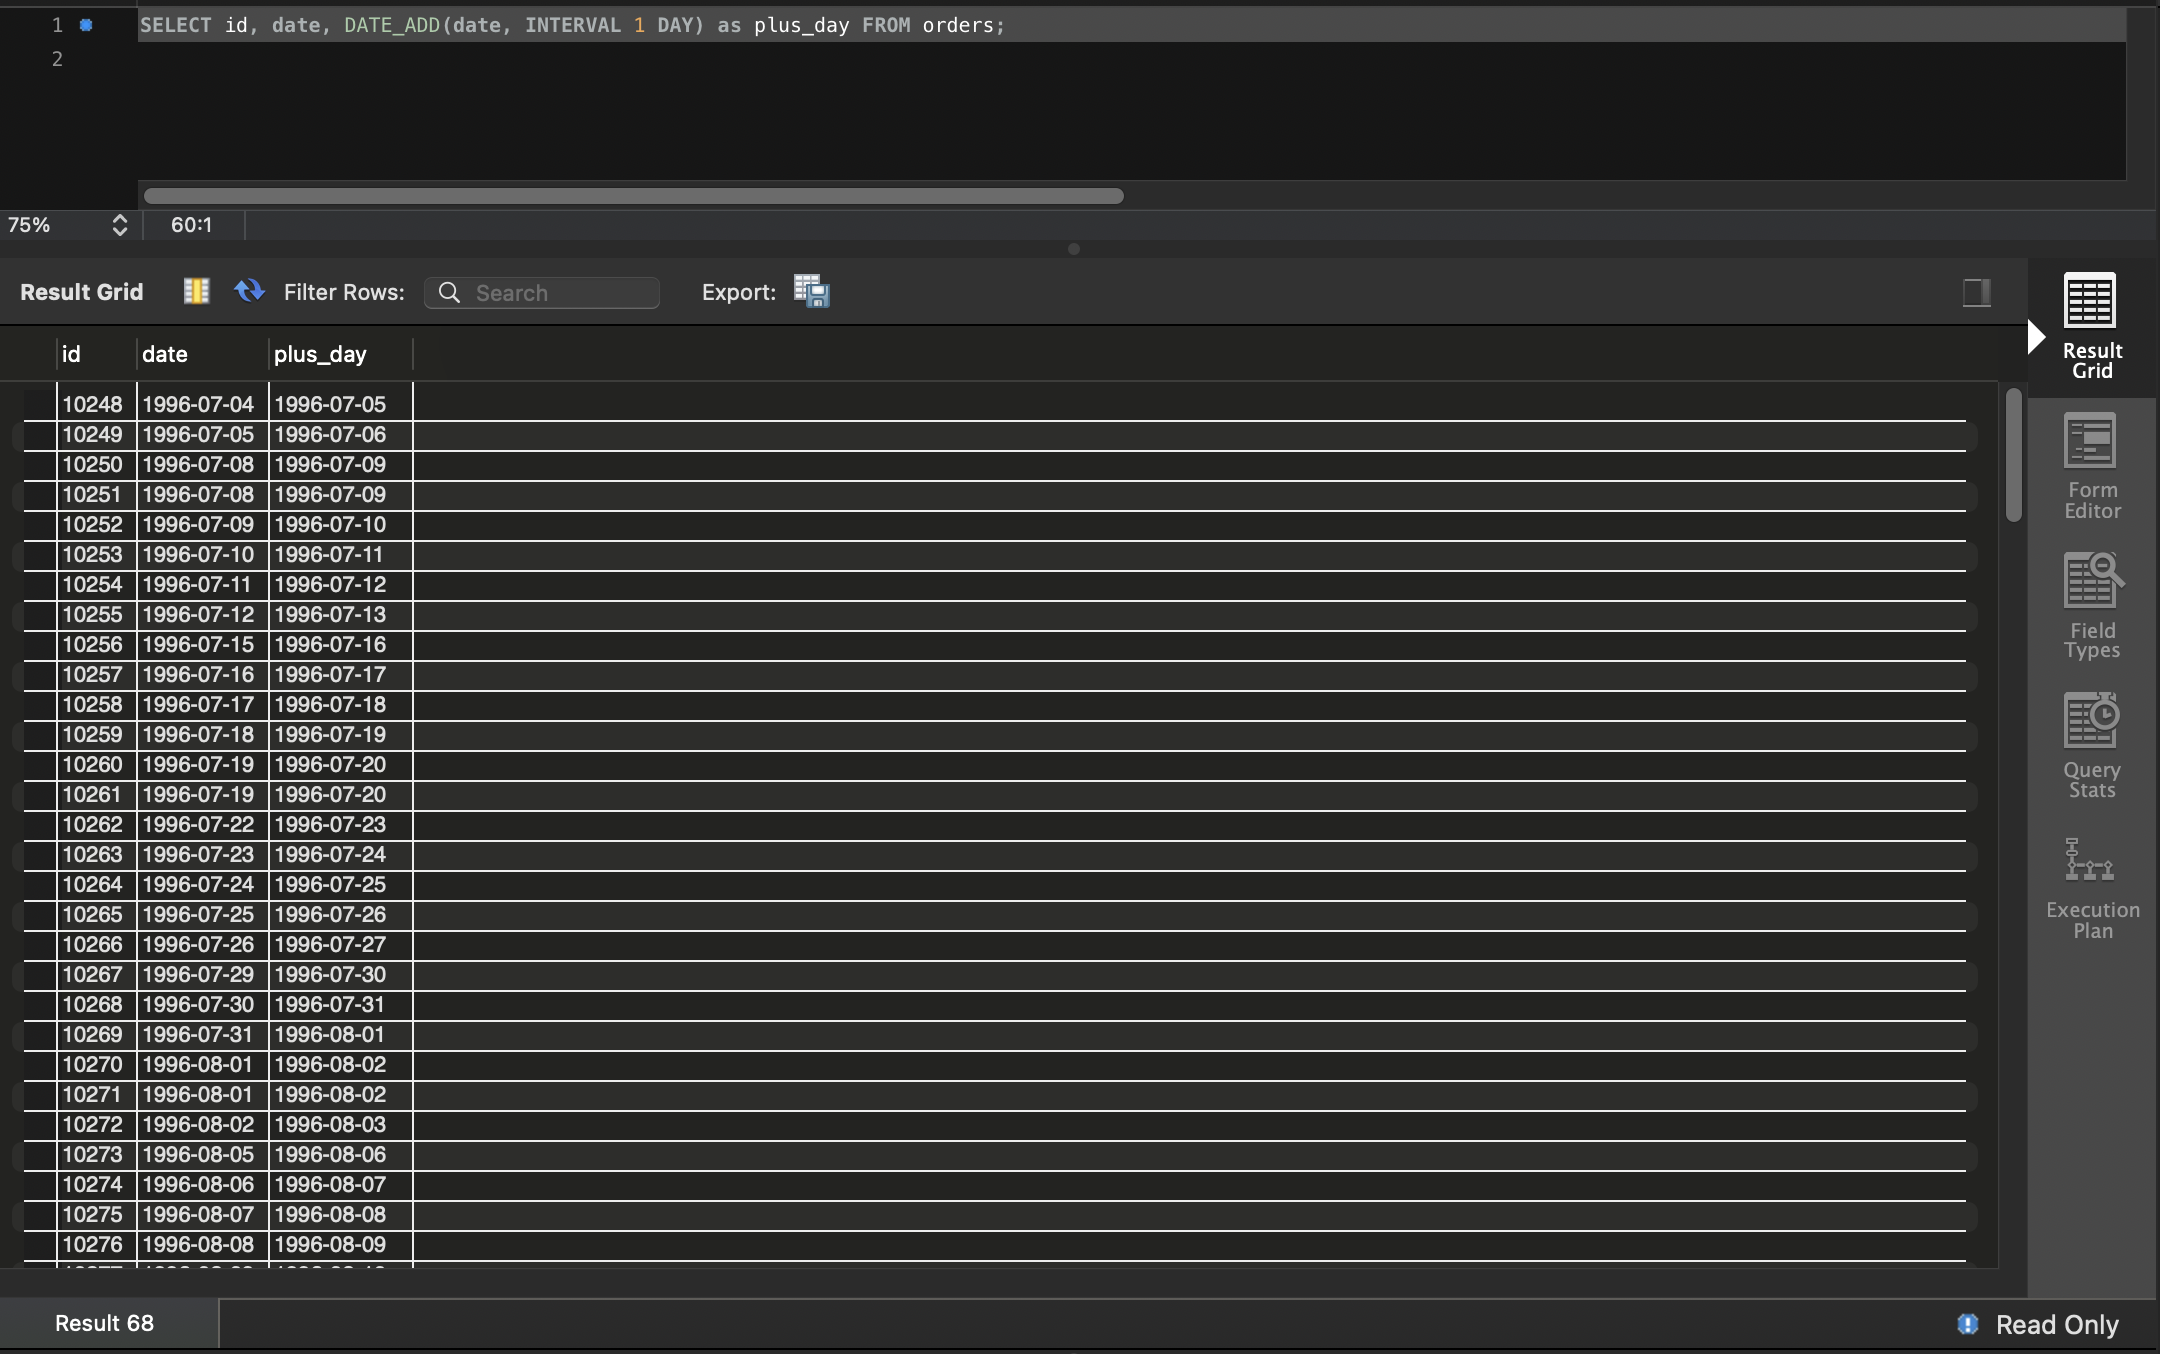 1 SELECT id, date, DATE_ADD(date, INTERVAL 1 DAY) as plus_day FROM orders;
2
75% 60:1
Result Grid Filter Rows: Search Export:
id date plus_day
10248 1996-07-04 1996-07-05
10249 1996-07-05 1996-07-06
10250 1996-07-08 1996-07-09
10251 1996-07-08 1996-07-09
10252 1996-07-09 1996-07-10
10253 1996-07-10 1996-07-11
10254 1996-07-11 1996-07-12
10255 1996-07-12 1996-07-13
10256 1996-07-15 1996-07-16
10257 1996-07-16 1996-07-17
10258 1996-07-17 1996-07-18
10259 1996-07-18 1996-07-19
10260 1996-07-19 1996-07-20
10261 1996-07-19 1996-07-20
10262 1996-07-22 1996-07-23
10263 1996-07-23 1996-07-24
10264 1996-07-24 1996-07-25
10265 1996-07-25 1996-07-26
10266 1996-07-26 1996-07-27
10267 1996-07-29 1996-07-30
10268 1996-07-30 1996-07-31
10269 1996-07-31 1996-08-01
10270 1996-08-01 1996-08-02
10271 1996-08-01 1996-08-02
10272 1996-08-02 1996-08-03
10273 1996-08-05 1996-08-06
10274 1996-08-06 1996-08-07
10275 1996-08-07 1996-08-08
10276 1996-08-08 1996-08-09
Result
Grid
Form
Editor
Field
Types
Query
Stats
Execution
Plan
Result 68 Read Only